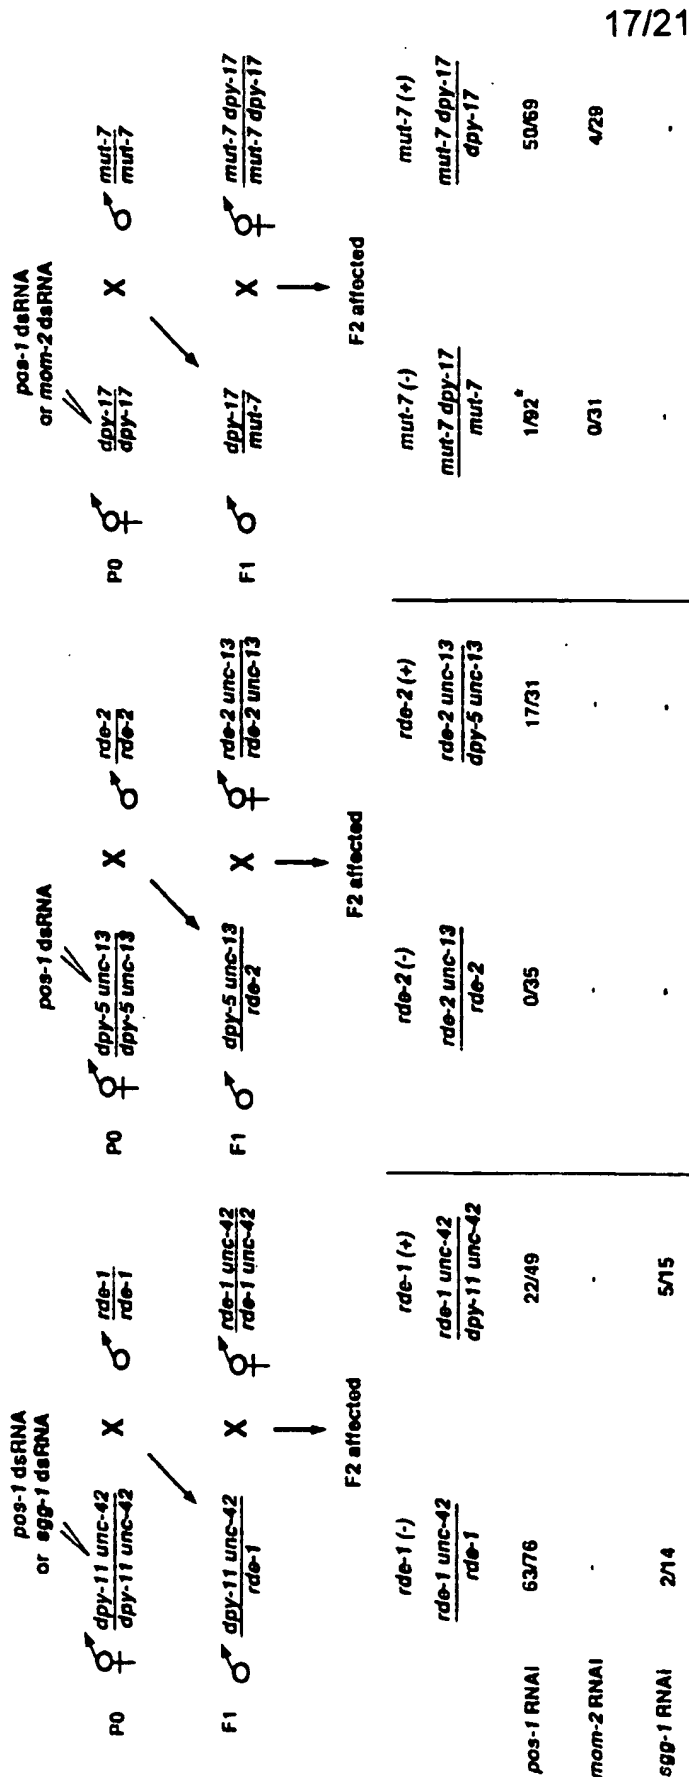 17/21
pos-1 dsRNA
or sgg-1 dsRNA
P0 dpy-11 unc-42 X rde-1
dpy-11 unc-42 rde-1
F1 dpy-11 unc-42 X rde-1 unc-42
rde-1 rde-1 unc-42
F2 affected
pos-1 dsRNA
P0 dpy-5 unc-13 X rde-2
dpy-5 unc-13 rde-2
F1 dpy-5 unc-13 X rde-2 unc-13
rde-2 rde-2 unc-13
F2 affected
pos-1 dsRNA
or mom-2 dsRNA
P0 dpy-17 X mut-7
dpy-17 mut-7
F1 dpy-17 X mut-7 dpy-17
mut-7 mut-7 dpy-17
F2 affected
rde-1 (-) rde-1 (+) rde-2 (-) rde-2 (+) mut-7 (-) mut-7 (+)
rde-1 unc-42 rde-1 unc-42 rde-2 unc-13 rde-2 unc-13 mut-7 dpy-17 mut-7 dpy-17
rde-1 dpy-11 unc-42 rde-2 dpy-5 unc-13 mut-7 dpy-17
pos-1 RNAi 63/76 22/49 0/35 17/31 1/92* 50/69
mom-2 RNAi - - - - 0/31 4/29
sgg-1 RNAi 2/14 5/15 - - - -